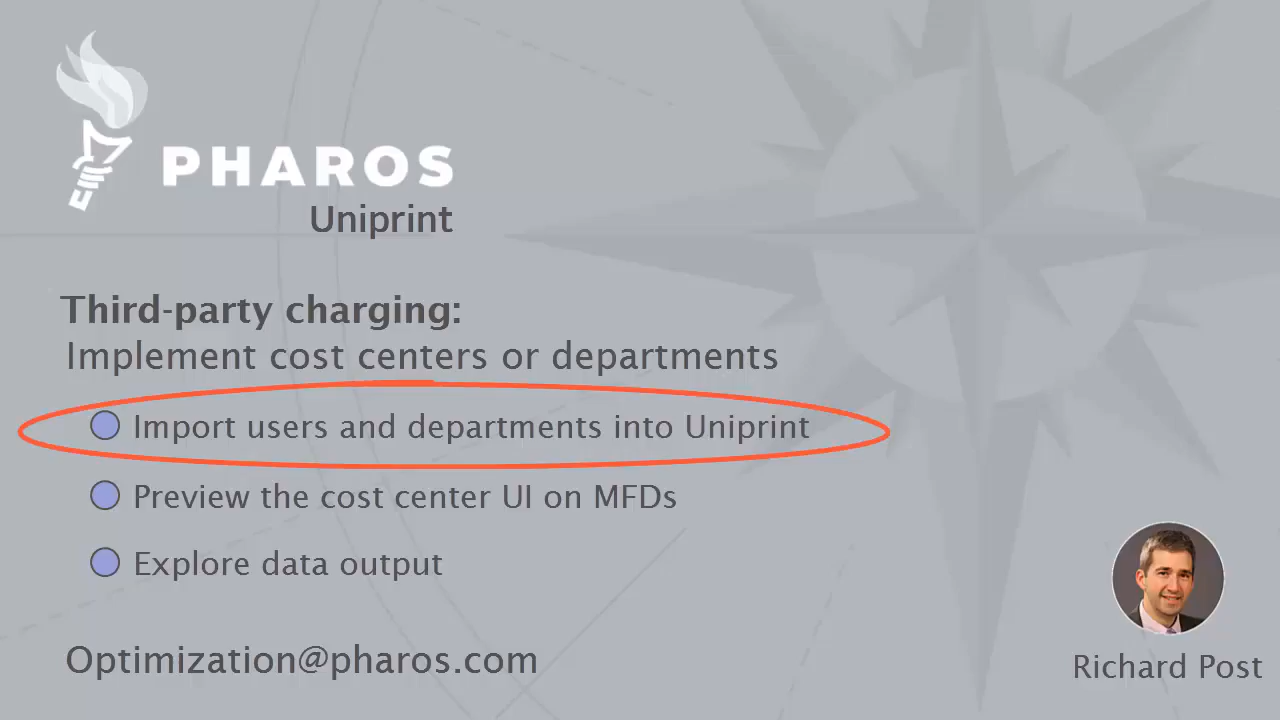 PHAROS
Uniprint
Third-party charging:
Implement cost centers or departments
Import users and departments into Uniprint
Preview the cost center UI on MFDs
Explore data output
Optimization@pharos.com
Richard Post